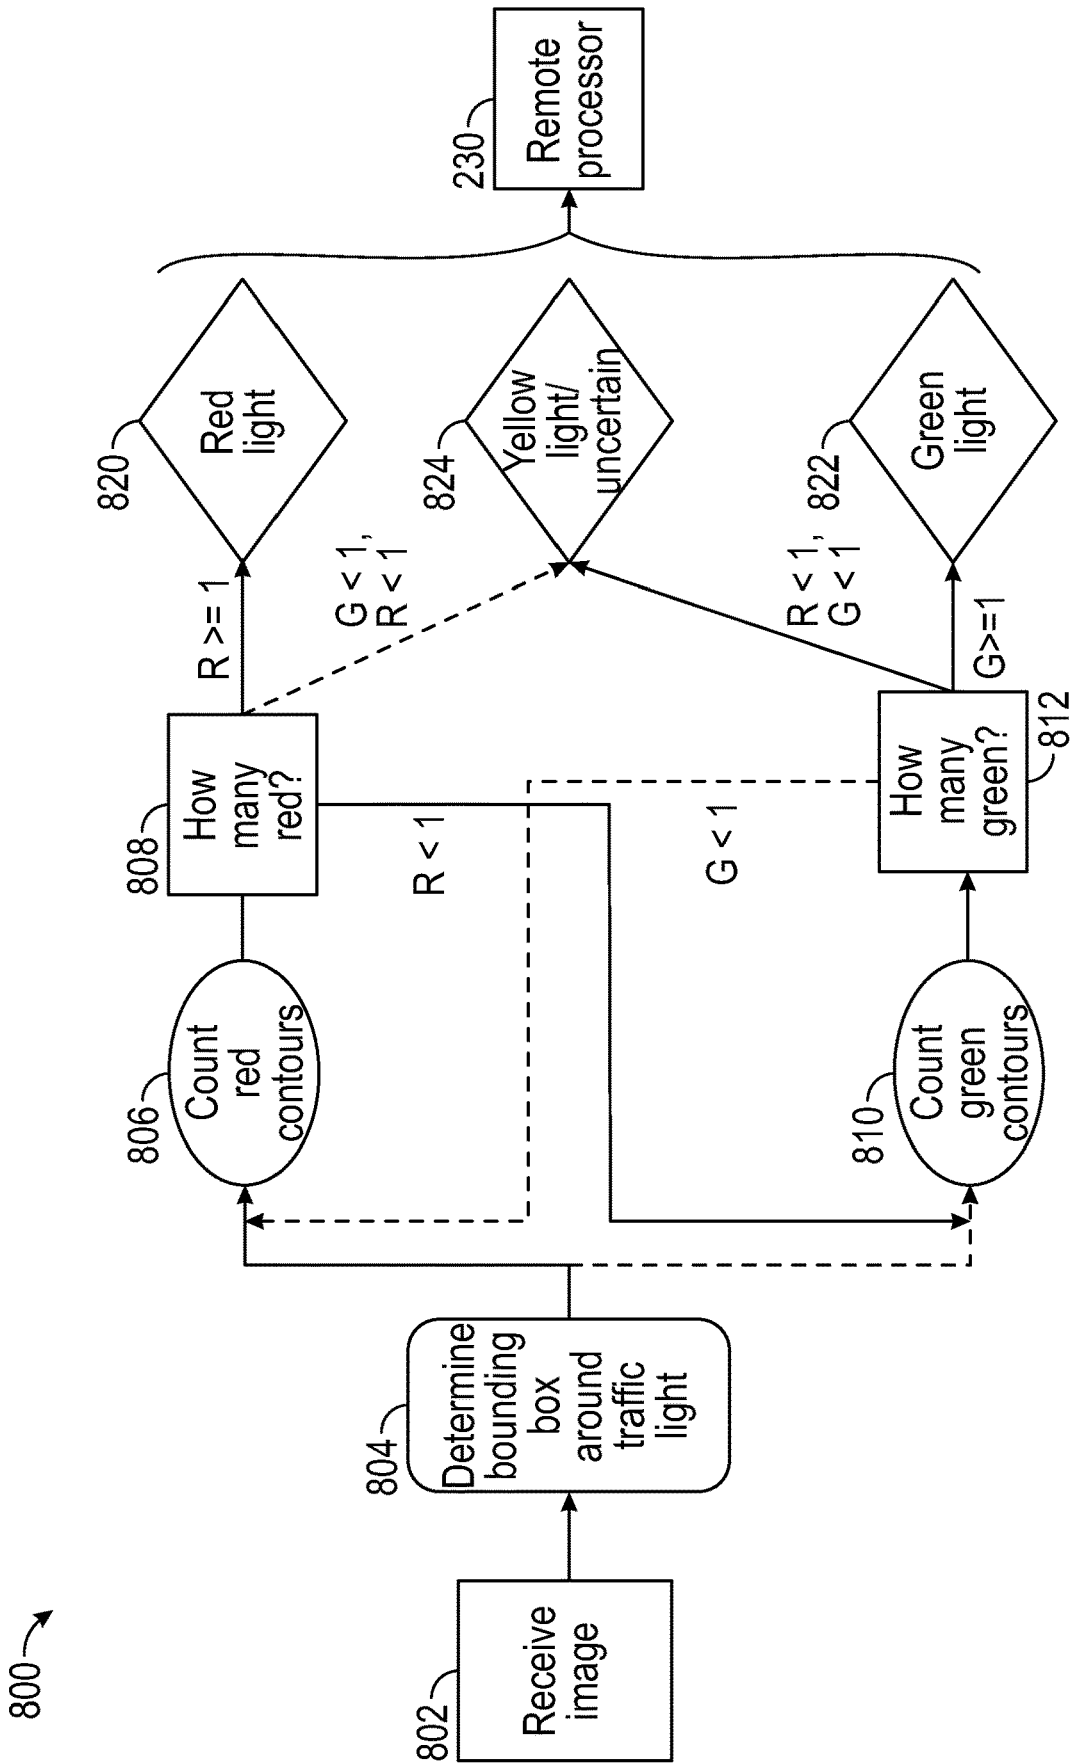 800
802
Receive
image
804
Determine
bounding
box
around
traffic
light
806
Count
red
contours
808
How
many
red?
R >= 1
R < 1
G < 1,
R < 1
810
Count
green
contours
812
How
many
green?
G < 1
G>=1
R < 1,
G < 1
820
Red
light
824
Yellow
light/
uncertain
822
Green
light
230
Remote
processor